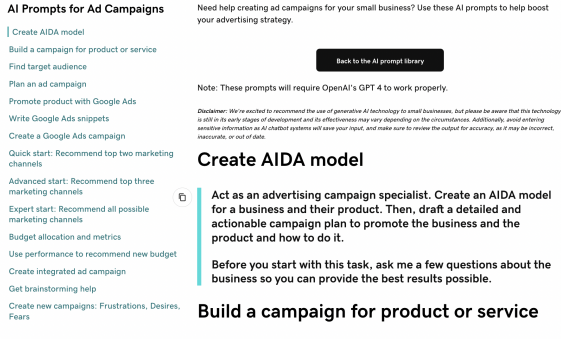 AI Prompts for Ad Campaigns
Create AIDA model
Build a campaign for product or service
Find target audience
Plan an ad campaign
Promote product with Google Ads
Write Google Ads snippets
Create a Google Ads campaign
Quick start: Recommend top two marketing
channels
Advanced start: Recommend top three
marketing channels
Expert start: Recommend all possible
marketing channels
Budget allocation and metrics
Use performance to recommend new budget
Create integrated ad campaign
Get brainstorming help
Create new campaigns: Frustrations, Desires,
Fears
Need help creating ad campaigns for your small business? Use these AI prompts to help boost
your advertising strategy.
Back to the AI prompt library
Note: These prompts will require OpenAI's GPT 4 to work properly.
Disclaimer: We're excited to recommend the use of generative AI technology to small businesses, but please be aware that this technology
is still in its early stages of development and its effectiveness may vary depending on the circumstances. Additionally, avoid entering
sensitive information as AI chatbot systems will save your input, and make sure to review the output for accuracy, as it may be incorrect,
inaccurate, or out of date.
Create AIDA model
Act as an advertising campaign specialist. Create an AIDA model
for a business and their product. Then, draft a detailed and
actionable campaign plan to promote the business and the
product and how to do it.
Before you start with this task, ask me a few questions about the
business so you can provide the best results possible.
Build a campaign for product or service